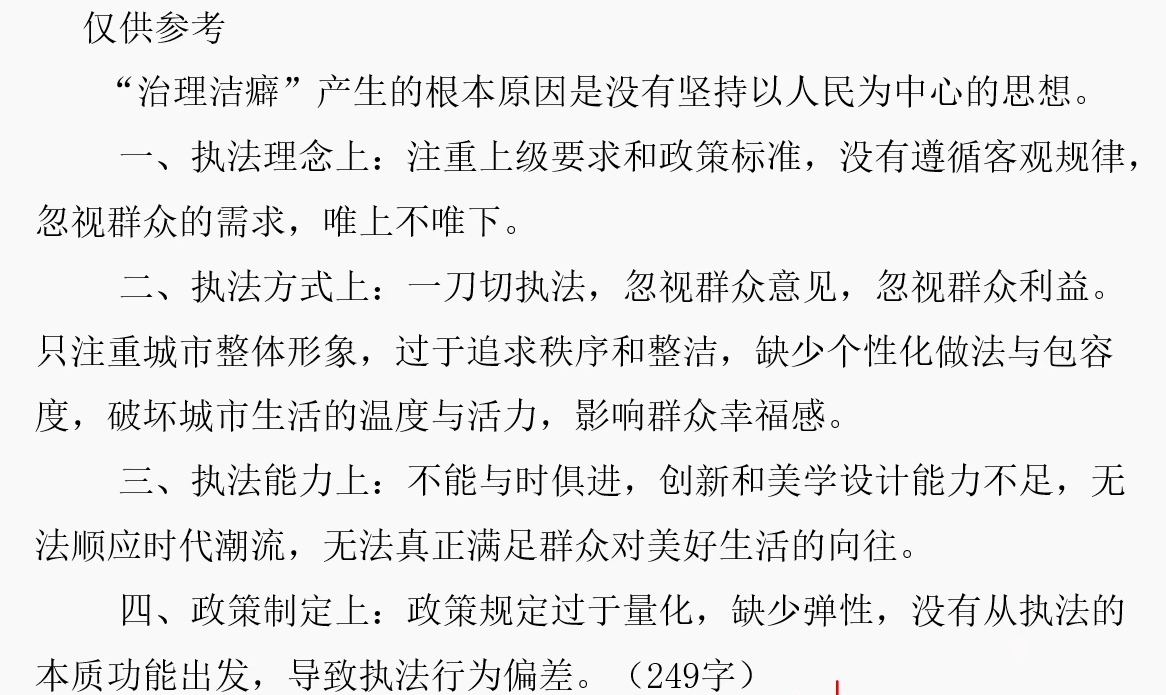 仅供参考
“治理洁癖”产生的根本原因是没有坚持以人民为中心的思想。
一、执法理念上：注重上级要求和政策标准，没有遵循客观规律，
忽视群众的需求，唯上不唯下。
二、执法方式上：一刀切执法，忽视群众意见，忽视群众利益。
只注重城市整体形象，过于追求秩序和整洁，缺少个性化做法与包容
度，破坏城市生活的温度与活力，影响群众幸福感。
三、执法能力上：不能与时俱进，创新和美学设计能力不足，无
法顺应时代潮流，无法真正满足群众对美好生活的向往。
四、政策制定上：政策规定过于量化，缺少弹性，没有从执法的
本质功能出发，导致执法行为偏差。（249字）